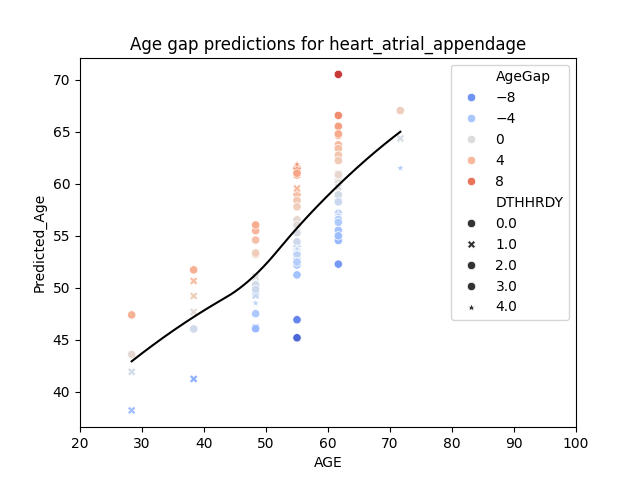 Age gap predictions for heart_atrial_appendage
Predicted_Age
70
65
60
55
50
45
40
20 30 40 50 60 70 80 90 100
AGE
AgeGap
−8
−4
0
4
8
DTHHRDY
0.0
1.0
2.0
3.0
4.0